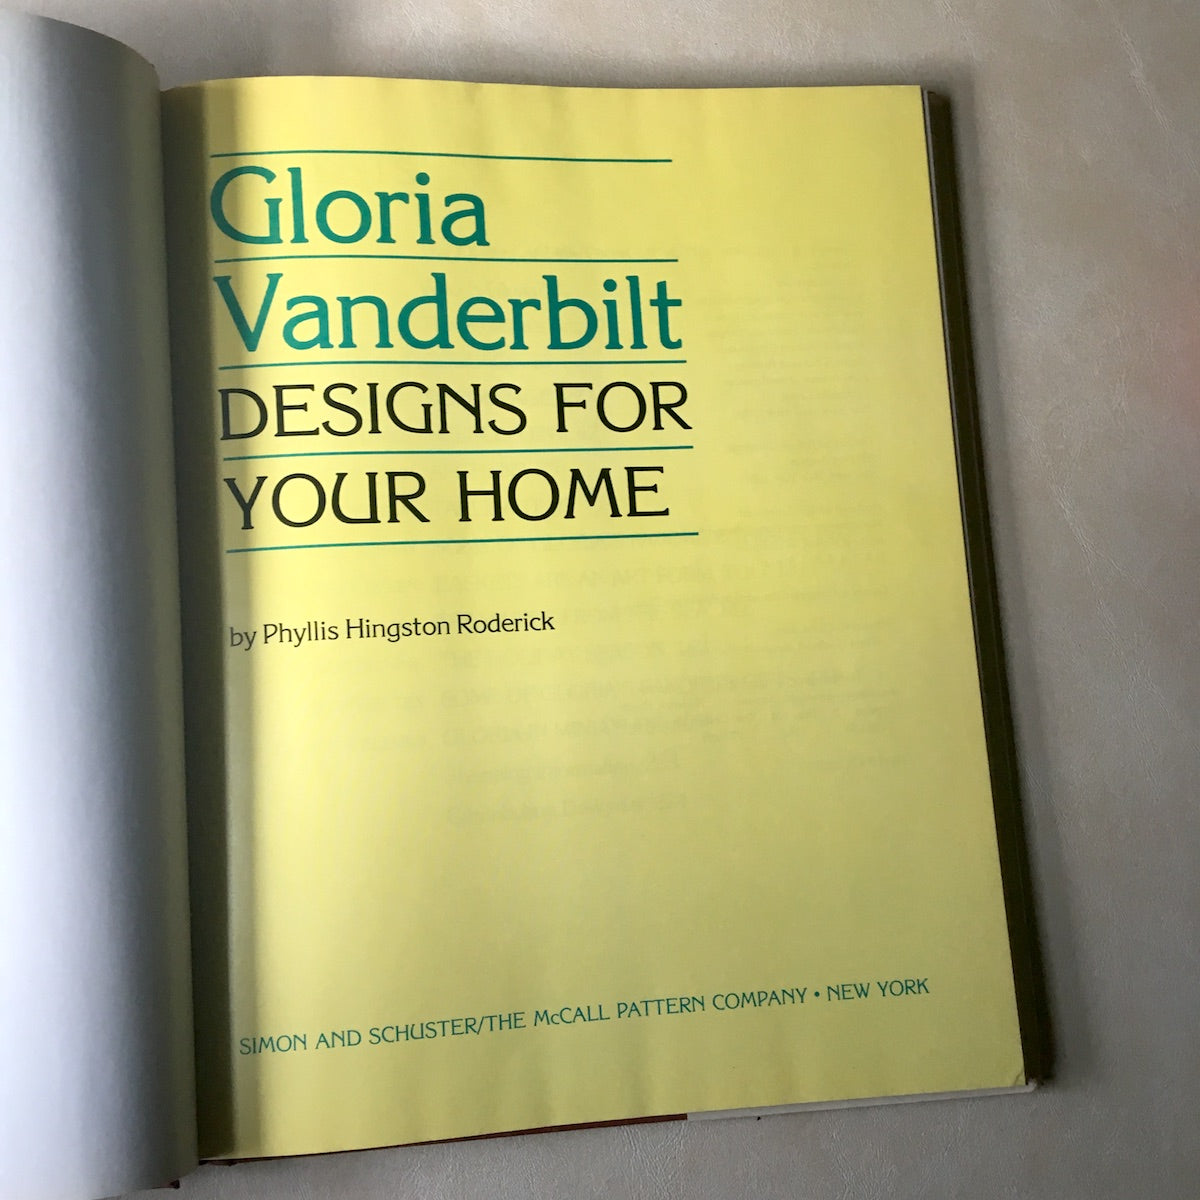 Gloria
Vanderbilt
DESIGNS FOR
YOUR HOME
by Phyllis Hingston Roderick
SIMON AND SCHUSTER/THE McCALL PATTERN COMPANY • NEW YORK